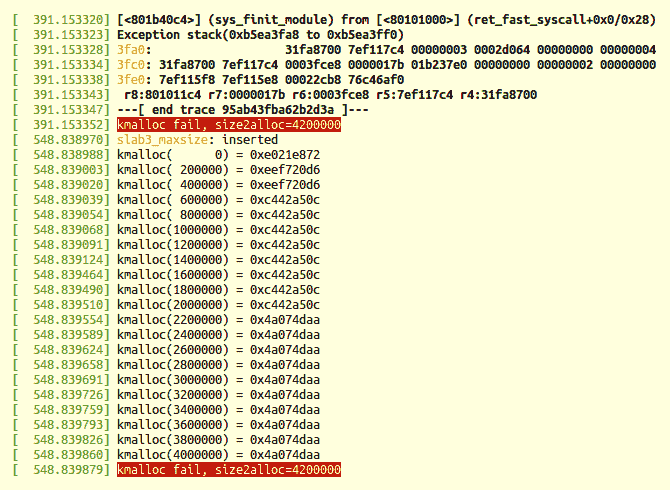 [  391.153320] [<801b40c4>] (sys_finit_module) from [<80101000>] (ret_fast_syscall+0x0/0x28)
[  391.153323] Exception stack(0xb5ea3fa8 to 0xb5ea3ff0)
[  391.153328] 3fa0:                   31fa8700 7ef117c4 00000003 0002d064 00000000 00000004
[  391.153334] 3fc0: 31fa8700 7ef117c4 0003fce8 0000017b 01b237e0 00000000 00000002 00000000
[  391.153338] 3fe0: 7ef115f8 7ef115e8 00022cb8 76c46af0
[  391.153343]  r8:801011c4 r7:0000017b r6:0003fce8 r5:7ef117c4 r4:31fa8700
[  391.153347] ---[ end trace 95ab43fba62b2d3a ]---
[  391.153352] kmalloc fail, size2alloc=4200000
[  548.838970] slab3_maxsize: inserted
[  548.838988] kmalloc(      0) = 0xe021e872
[  548.839003] kmalloc( 200000) = 0xeef720d6
[  548.839020] kmalloc( 400000) = 0xeef720d6
[  548.839039] kmalloc( 600000) = 0xc442a50c
[  548.839054] kmalloc( 800000) = 0xc442a50c
[  548.839068] kmalloc(1000000) = 0xc442a50c
[  548.839091] kmalloc(1200000) = 0xc442a50c
[  548.839124] kmalloc(1400000) = 0xc442a50c
[  548.839464] kmalloc(1600000) = 0xc442a50c
[  548.839490] kmalloc(1800000) = 0xc442a50c
[  548.839510] kmalloc(2000000) = 0xc442a50c
[  548.839554] kmalloc(2200000) = 0x4a074daa
[  548.839589] kmalloc(2400000) = 0x4a074daa
[  548.839624] kmalloc(2600000) = 0x4a074daa
[  548.839658] kmalloc(2800000) = 0x4a074daa
[  548.839691] kmalloc(3000000) = 0x4a074daa
[  548.839726] kmalloc(3200000) = 0x4a074daa
[  548.839759] kmalloc(3400000) = 0x4a074daa
[  548.839793] kmalloc(3600000) = 0x4a074daa
[  548.839826] kmalloc(3800000) = 0x4a074daa
[  548.839860] kmalloc(4000000) = 0x4a074daa
[  548.839879] kmalloc fail, size2alloc=4200000